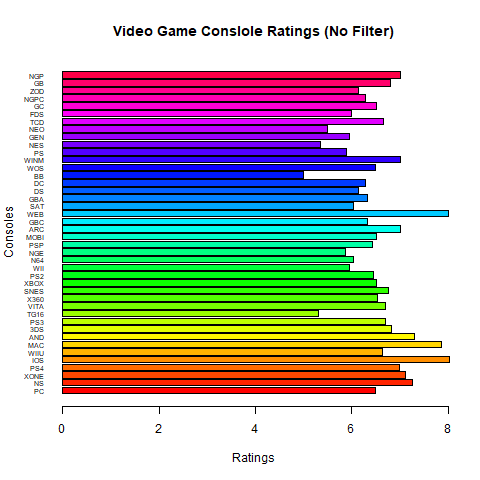 Video Game Conslole Ratings (No Filter)
NGP
GB
ZOD
NGPC
GC
FDS
TCD
NEO
GEN
NES
PS
WINM
WOS
BB
DC
DS
GBA
SAT
WEB
GBC
ARC
MOBI
PSP
NGE
N64
WII
PS2
XBOX
SNES
X360
VITA
TG16
PS3
3DS
AND
MAC
WIIU
IOS
PS4
XONE
NS
PC
Consoles
0 2 4 6 8
Ratings